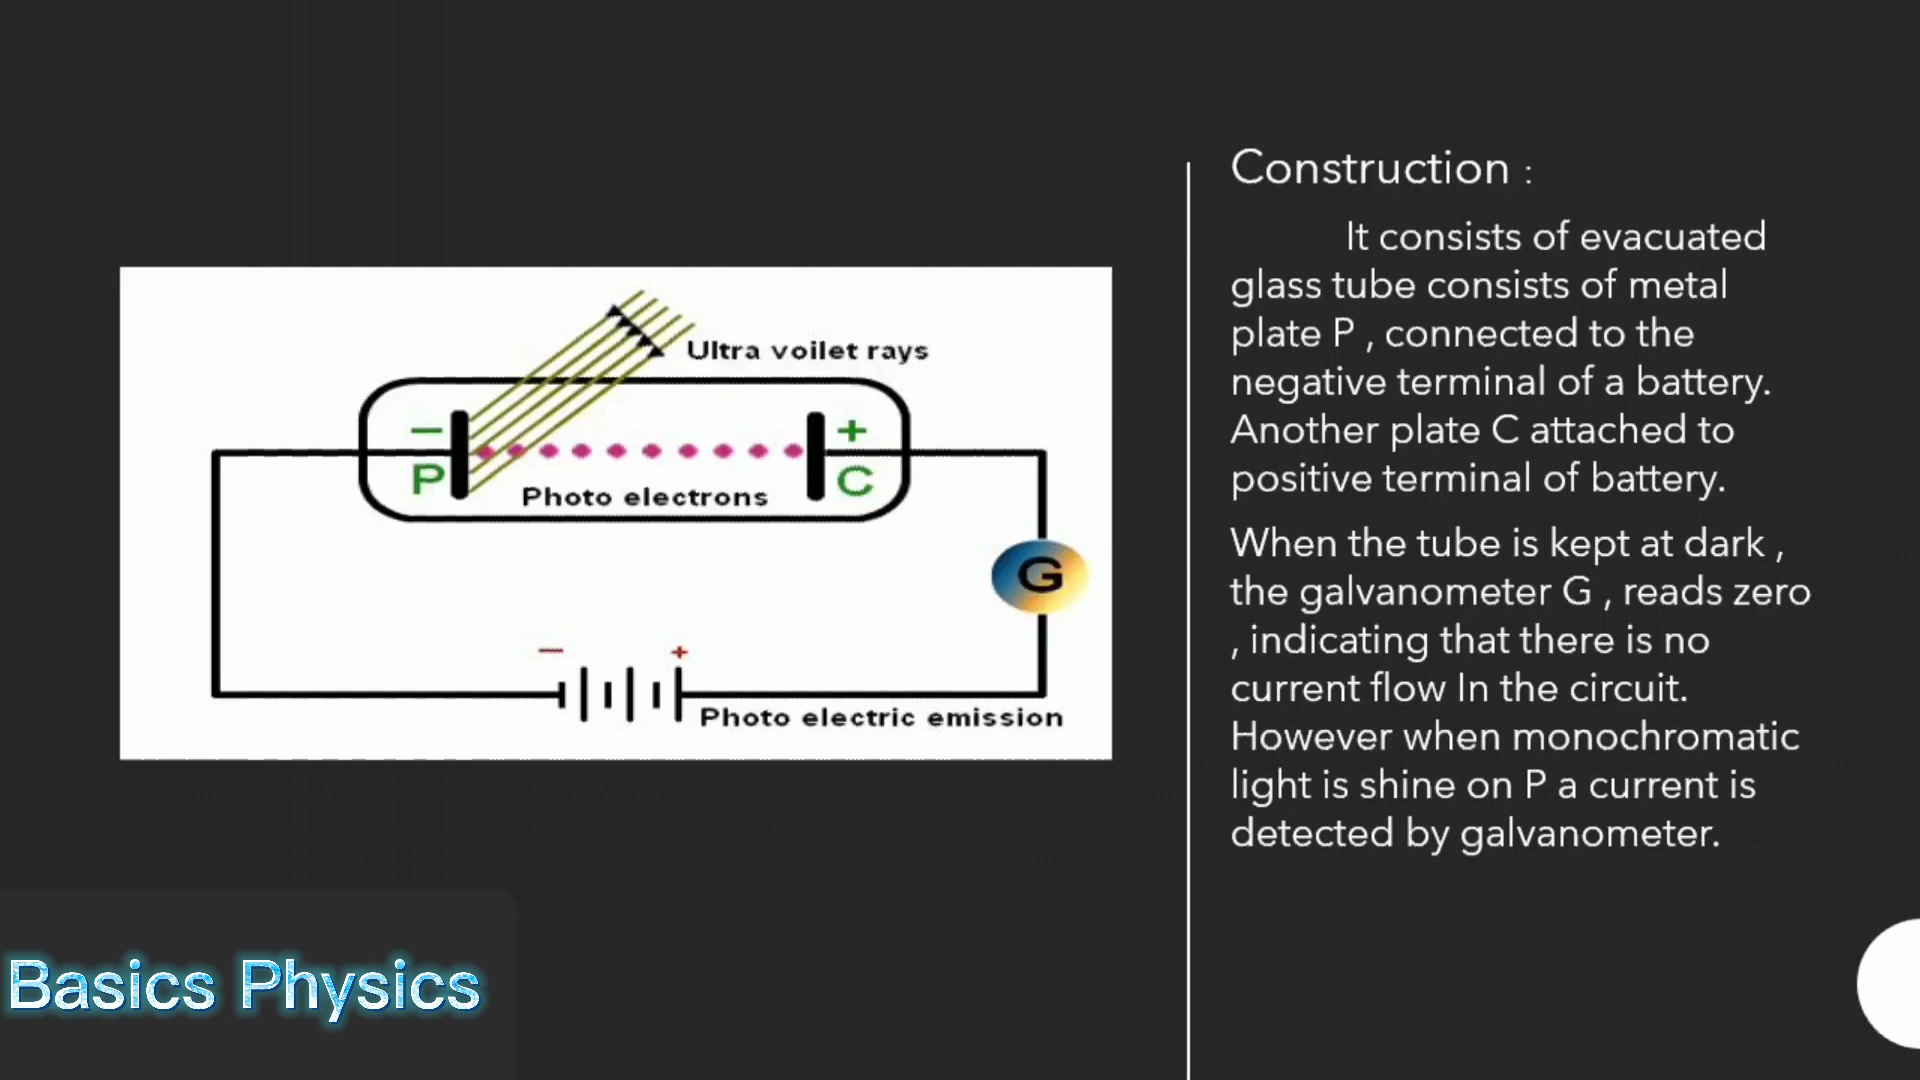 Construction :
It consists of evacuated
glass tube consists of metal
plate P , connected to the
negative terminal of a battery.
Another plate C attached to
positive terminal of battery.
When the tube is kept at dark ,
the galvanometer G , reads zero
, indicating that there is no
current flow In the circuit.
However when monochromatic
light is shine on P a current is
detected by galvanometer.
Ultra voilet rays
− +
P C
Photo electrons
G
− +
Photo electric emission
Basics Physics